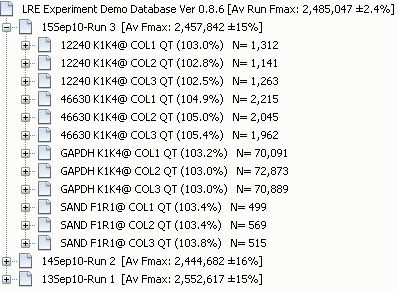 LRE Experiment Demo Database Ver 0.8.6 [Av Run Fmax: 2,485,047 ±2.4%]
15Sep10-Run 3 [Av Fmax: 2,457,842 ±15%]
12240 K1K4@ COL1 QT (103.0%) N= 1,312
12240 K1K4@ COL2 QT (102.8%) N= 1,141
12240 K1K4@ COL3 QT (102.5%) N= 1,263
46630 K1K4@ COL1 QT (104.9%) N= 2,215
46630 K1K4@ COL2 QT (105.0%) N= 2,045
46630 K1K4@ COL3 QT (105.4%) N= 1,962
GAPDH K1K4@ COL1 QT (103.2%) N= 70,091
GAPDH K1K4@ COL2 QT (103.0%) N= 72,873
GAPDH K1K4@ COL3 QT (103.0%) N= 70,889
SAND F1R1@ COL1 QT (103.4%) N= 499
SAND F1R1@ COL2 QT (103.4%) N= 569
SAND F1R1@ COL3 QT (103.8%) N= 515
14Sep10-Run 2 [Av Fmax: 2,444,682 ±16%]
13Sep10-Run 1 [Av Fmax: 2,552,617 ±15%]